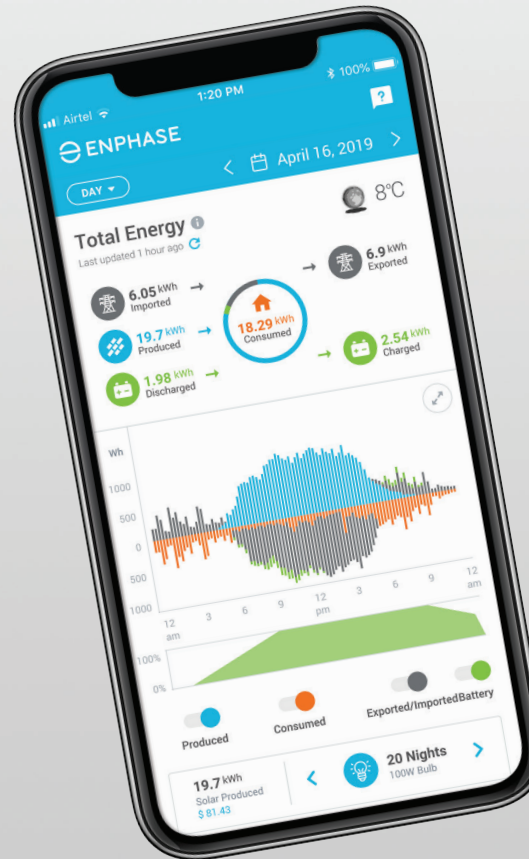 Airtel
1:20 PM
100%
ENPHASE
?
DAY
April 16, 2019
Total Energy i
Last updated 1 hour ago
8°C
6.05 kWh
Imported
6.9 kWh
Exported
19.7 kWh
Produced
18.29 kWh
Consumed
1.98 kWh
Discharged
2.54 kWh
Charged
Wh
1000
500
0
500
1000
12 am
3
6
9
12 pm
3
6
9
12 am
100%
0%
Produced
Consumed
Exported/Imported
Battery
19.7 kWh
Solar Produced
$ 81.43
20 Nights
100W Bulb